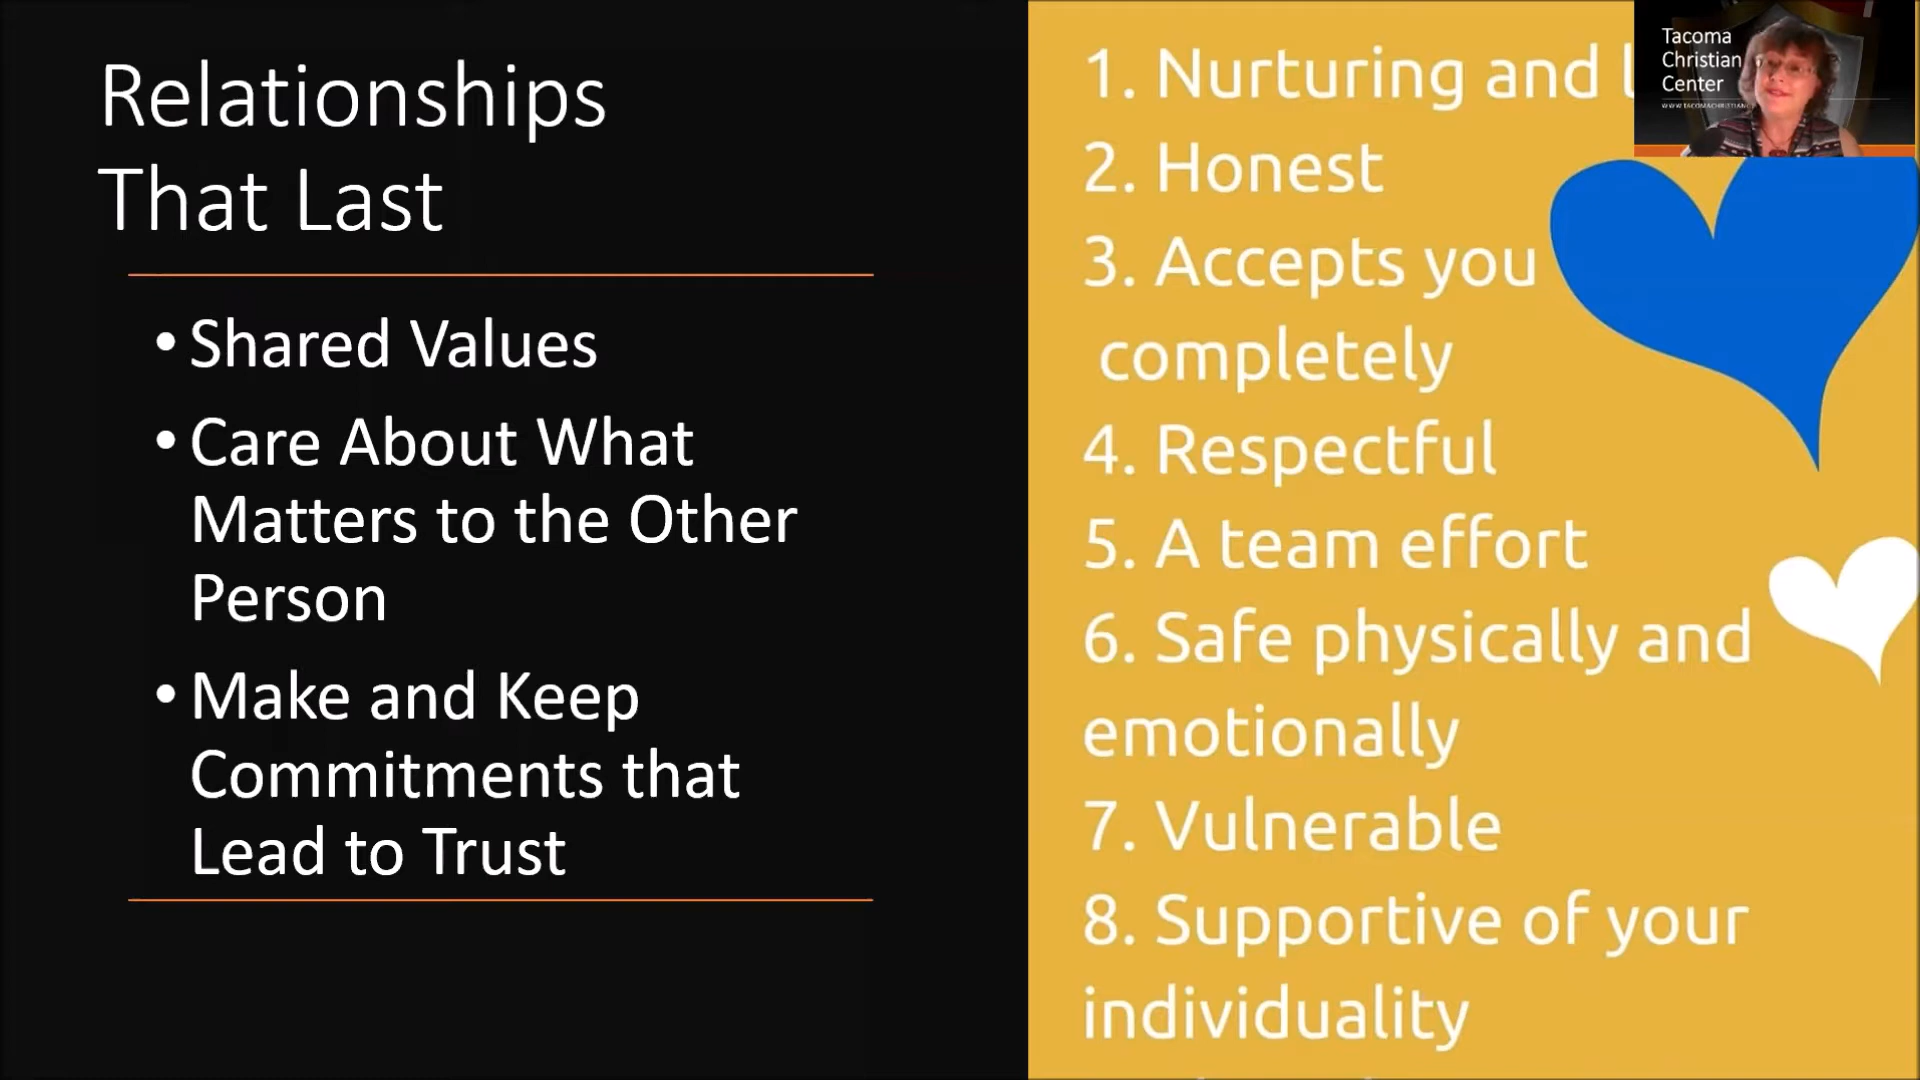 Relationships
That Last
• Shared Values
• Care About What
Matters to the Other
Person
• Make and Keep
Commitments that
Lead to Trust
1. Nurturing and
2. Honest
3. Accepts you
completely
4. Respectful
5. A team effort
6. Safe physically and
emotionally
7. Vulnerable
8. Supportive of your
individuality
Tacoma
Christian
Center